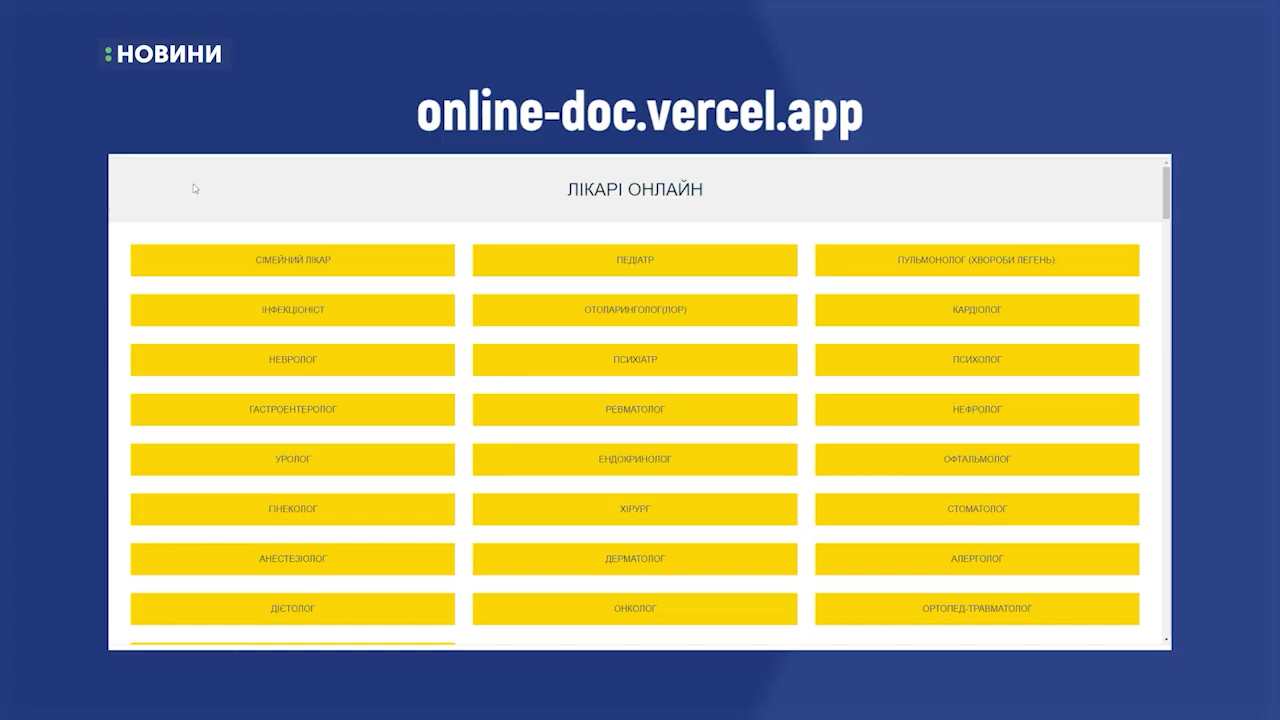 : НОВИНИ
online-doc.vercel.app
ЛІКАРІ ОНЛАЙН
СІМЕЙНИЙ ЛІКАР
ПЕДІАТР
ПУЛЬМОНОЛОГ (ХВОРОБИ ЛЕГЕНЬ)
ІНФЕКЦІОНІСТ
ОТОЛАРИНГОЛОГ(ЛОР)
КАРДІОЛОГ
НЕВРОЛОГ
ПСИХІАТР
ПСИХОЛОГ
ГАСТРОЕНТЕРОЛОГ
РЕВМАТОЛОГ
НЕФРОЛОГ
УРОЛОГ
ЕНДОКРИНОЛОГ
ОФТАЛЬМОЛОГ
ГІНЕКОЛОГ
ХІРУРГ
СТОМАТОЛОГ
АНЕСТЕЗІОЛОГ
ДЕРМАТОЛОГ
АЛЕРГОЛОГ
ДІЄТОЛОГ
ОНКОЛОГ
ОРТОПЕД-ТРАВМАТОЛОГ